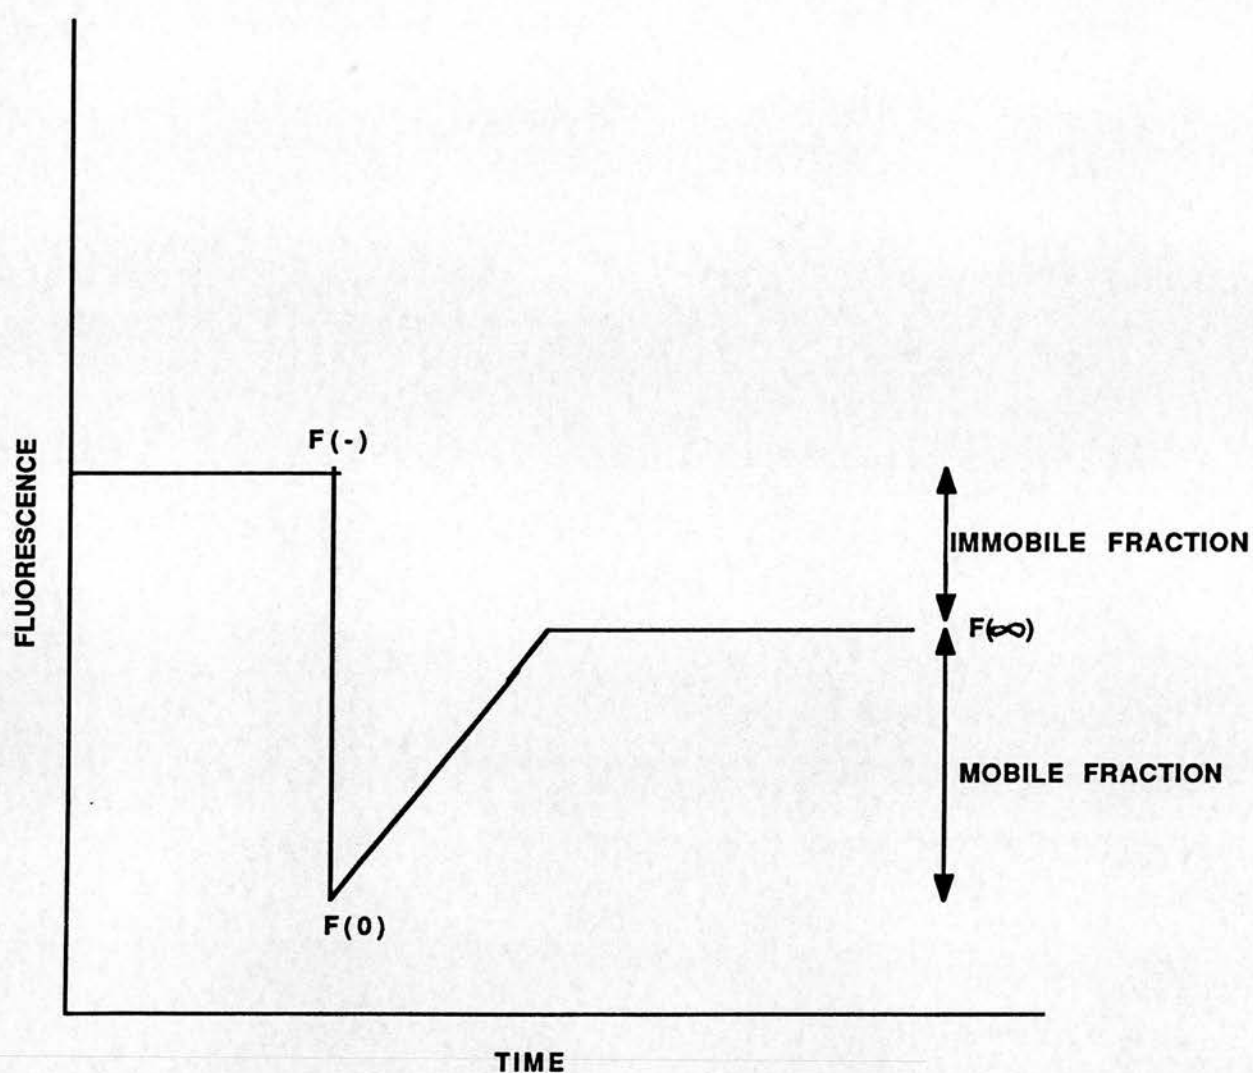 FLUORESCENCE
F(-)
IMMOBILE FRACTION
F(∞)
MOBILE FRACTION
F(0)
TIME